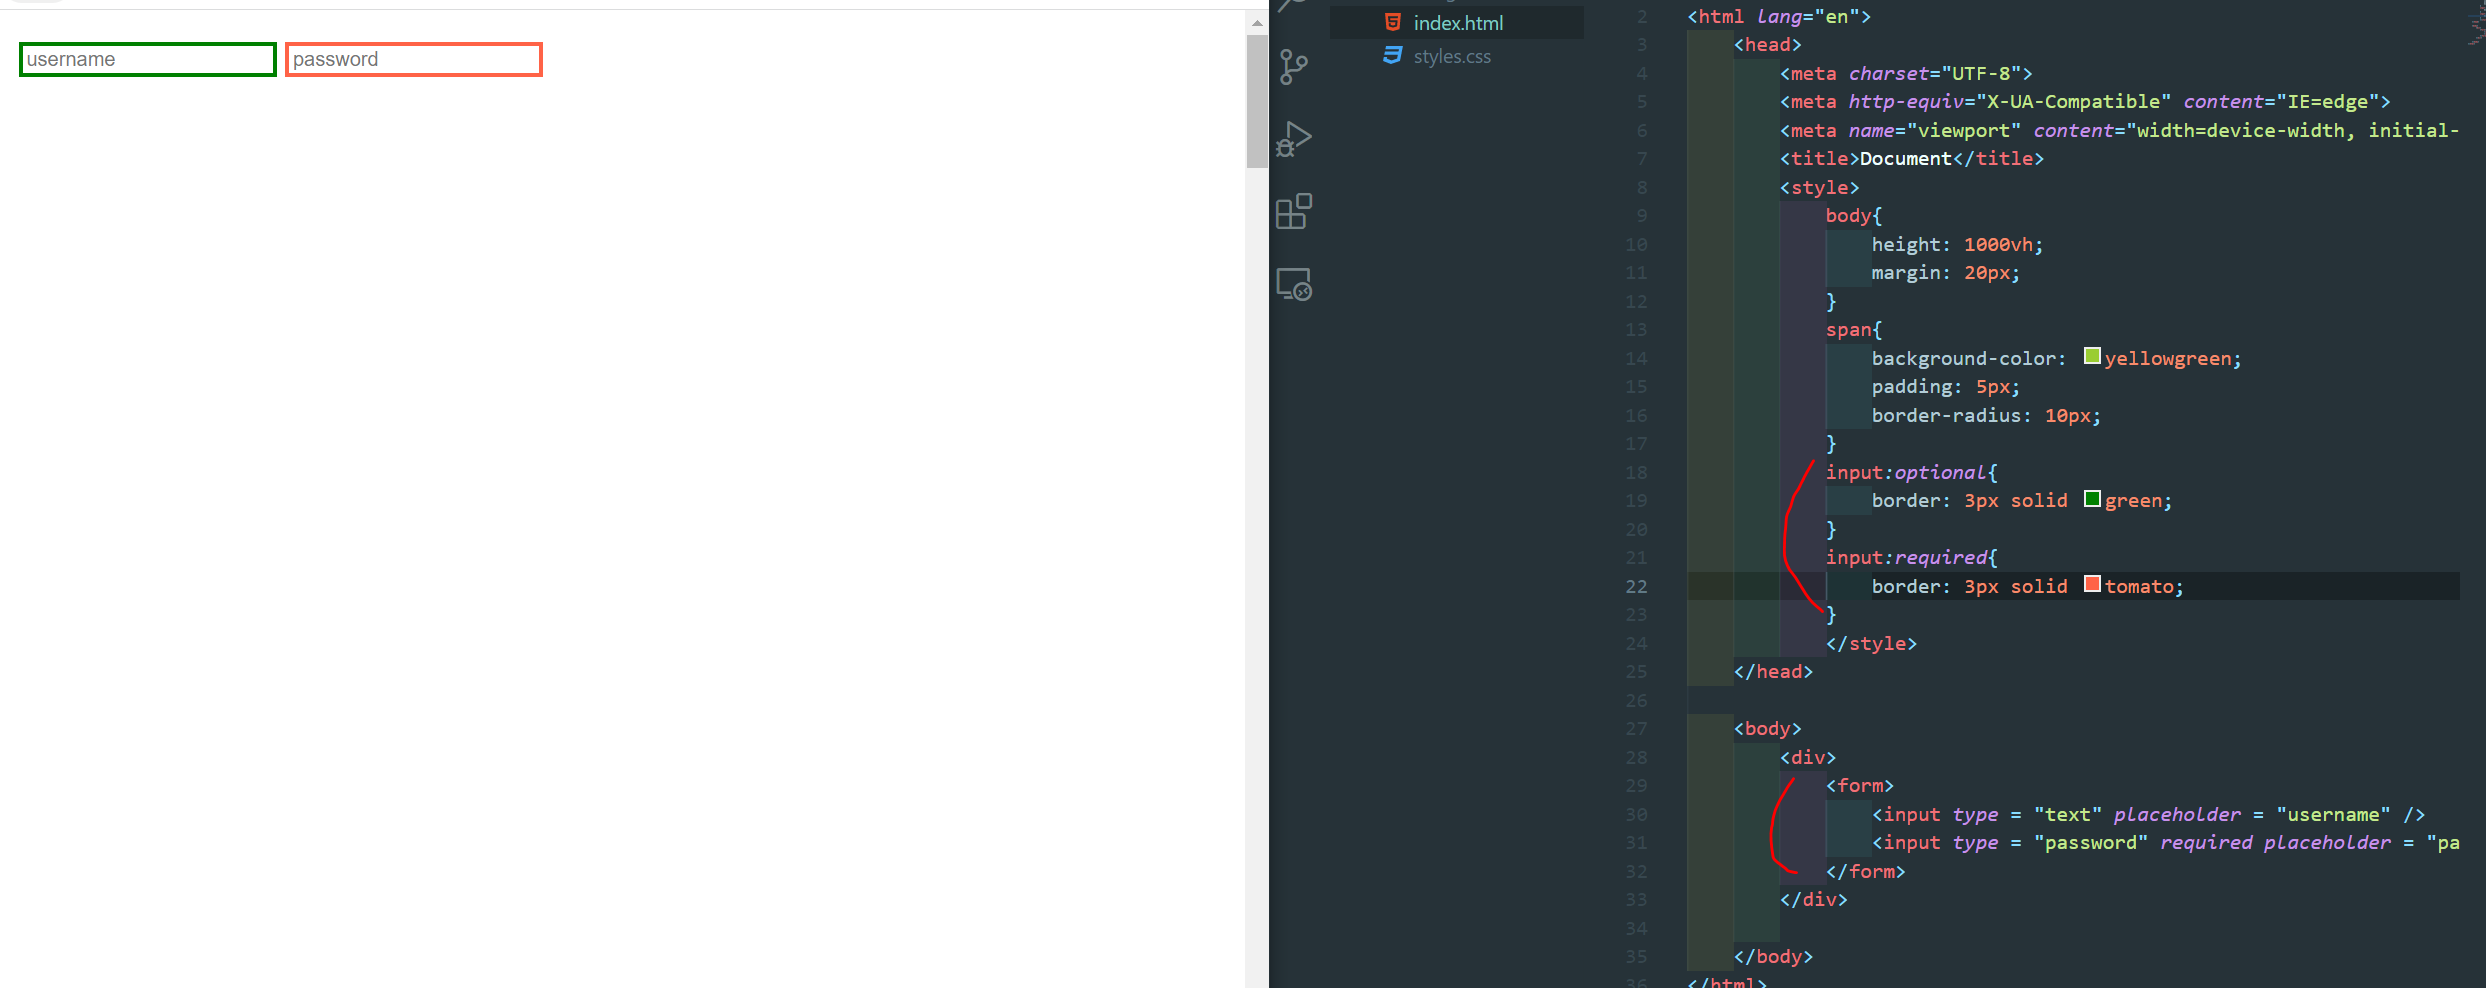 username password
index.html
styles.css
2 <html lang="en">
3 <head>
4 <meta charset="UTF-8">
5 <meta http-equiv="X-UA-Compatible" content="IE=edge">
6 <meta name="viewport" content="width=device-width, initial-
7 <title>Document</title>
8 <style>
9 body{
10 height: 1000vh;
11 margin: 20px;
12 }
13 span{
14 background-color: yellowgreen;
15 padding: 5px;
16 border-radius: 10px;
17 }
18 input:optional{
19 border: 3px solid green;
20 }
21 input:required{
22 border: 3px solid tomato;
23 }
24 </style>
25 </head>
26
27 <body>
28 <div>
29 <form>
30 <input type = "text" placeholder = "username" />
31 <input type = "password" required placeholder = "pa
32 </form>
33 </div>
34
35 </body>
36 </html>